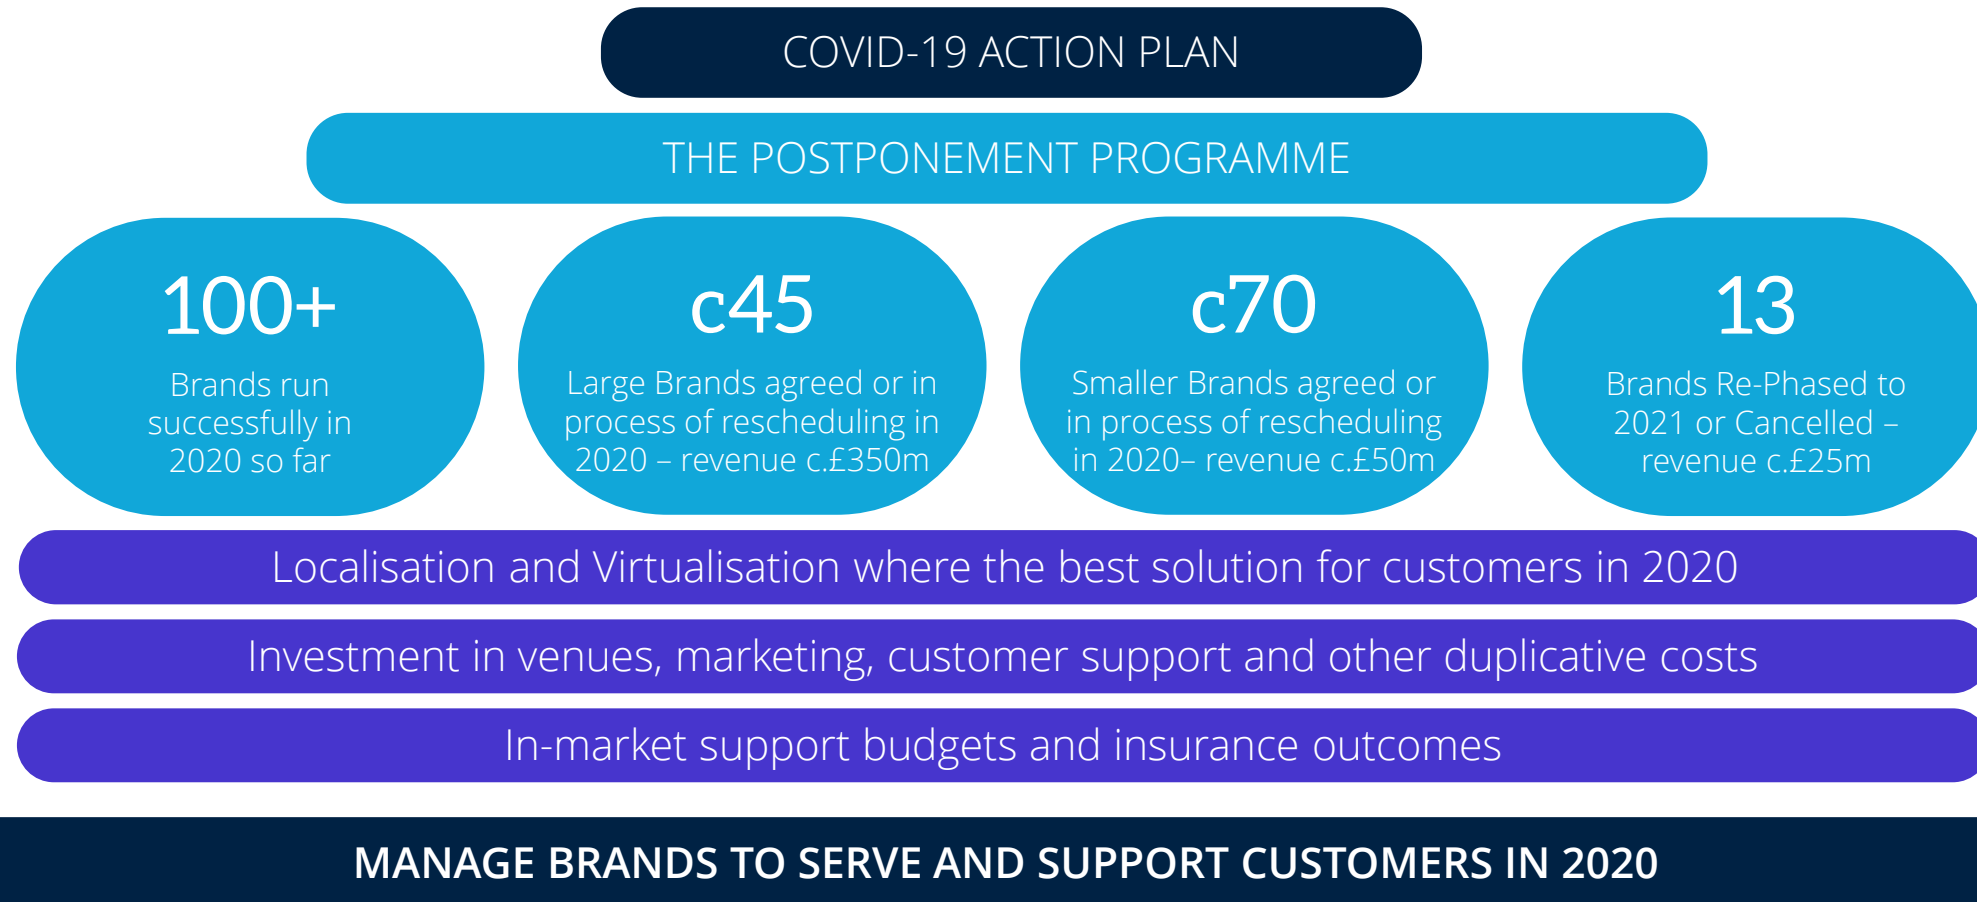 COVID-19 ACTION PLAN
THE POSTPONEMENT PROGRAMME
100+
Brands run
successfully in
2020 so far
c45
Large Brands agreed or in
process of rescheduling in
2020 – revenue c.£350m
c70
Smaller Brands agreed or
in process of rescheduling
in 2020– revenue c.£50m
13
Brands Re-Phased to
2021 or Cancelled –
revenue c.£25m
Localisation and Virtualisation where the best solution for customers in 2020
Investment in venues, marketing, customer support and other duplicative costs
In-market support budgets and insurance outcomes
MANAGE BRANDS TO SERVE AND SUPPORT CUSTOMERS IN 2020